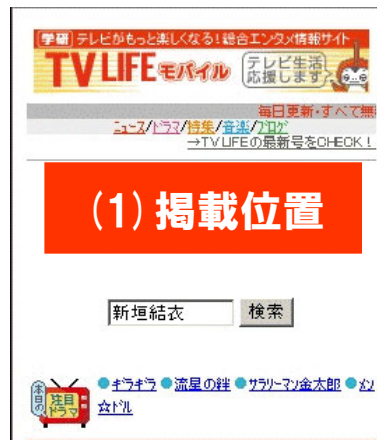 学研 テレビがもっと楽しくなる!総合エンタメ情報サイト
TV LIFE モバイル テレビ生活応援します
毎日更新・すべて無
ニュース/ドラマ/特集/音楽/ブログ
→TV LIFEの最新号をCHECK!
(1)掲載位置
新垣結衣 検索
本日の注目ドラマ ●キラキラ ●流星の絆 ●サラリーマン金太郎 ●メン
☆ドル